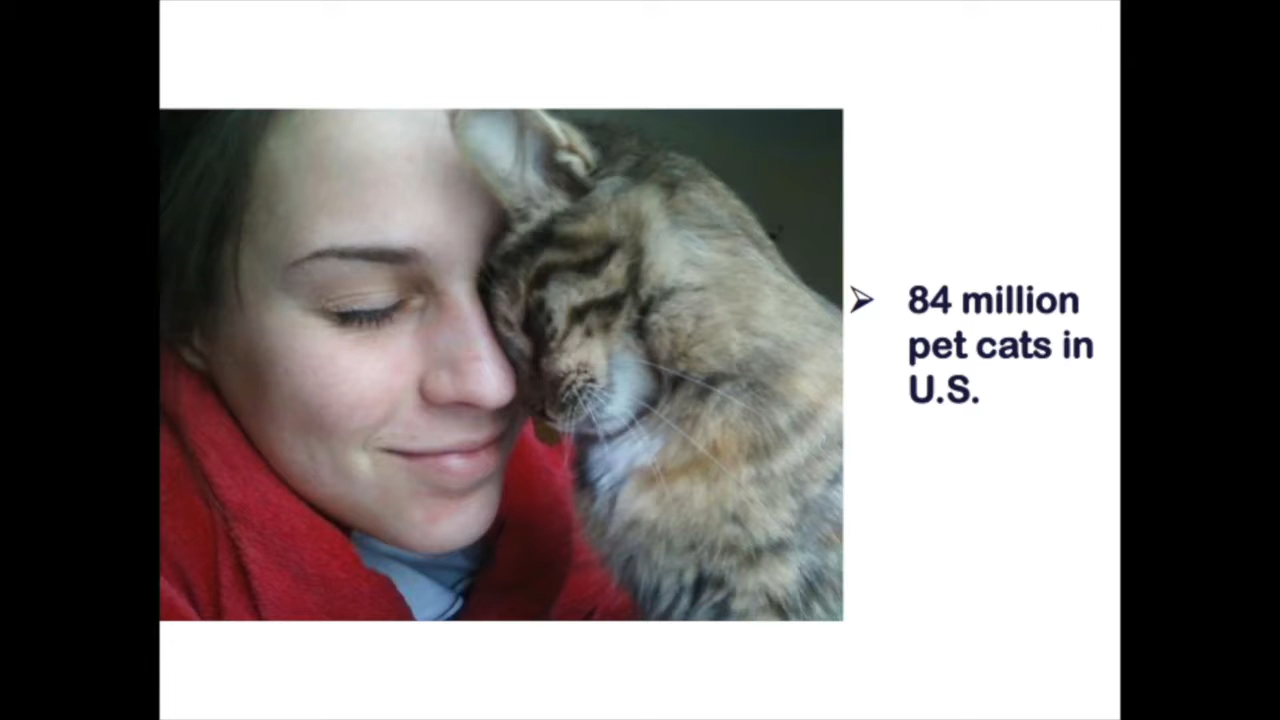 ➢ 84 million
pet cats in
U.S.